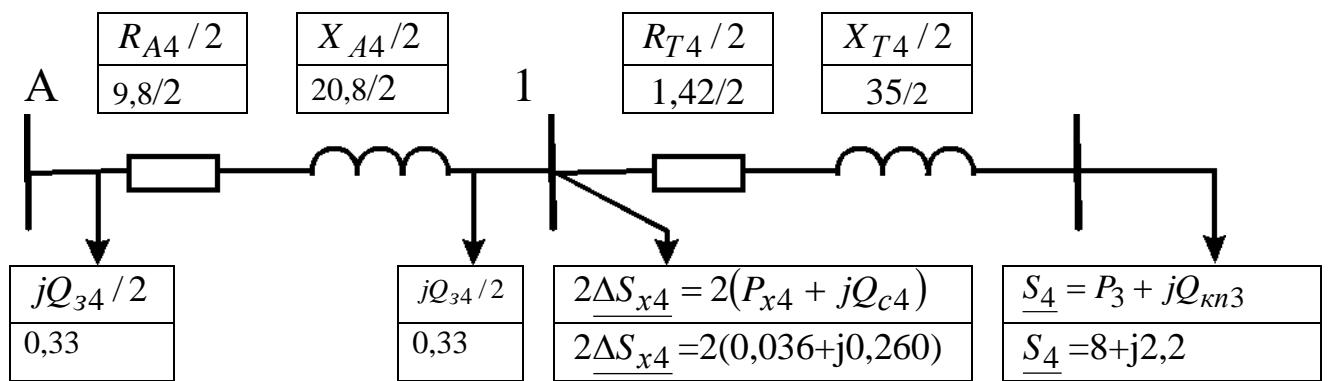 R_A4 /2 X_A4 /2 R_T4 /2 X_T4 /2
A 9,8/2 20,8/2 1 1,42/2 35/2
jQ_з4 /2 jQ_з4 /2 2ΔS_x4 = 2(P_x4 + jQ_c4) S_4 = P_3 + jQ_кп3
0,33 0,33 2ΔS_x4 =2(0,036+j0,260) S_4 =8+j2,2